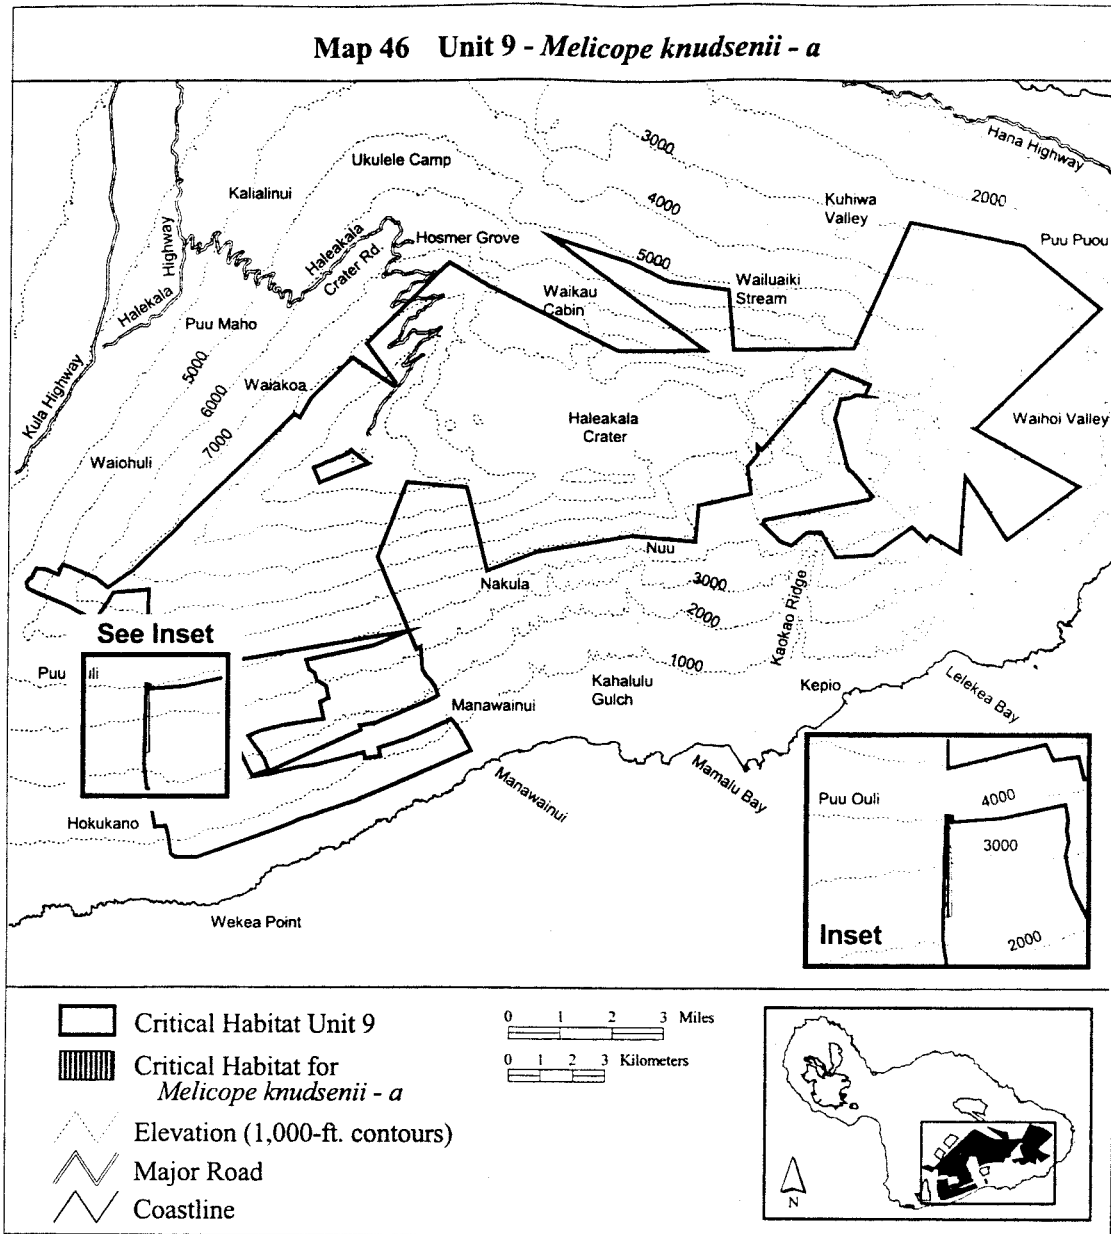 Map 46 Unit 9 - Melicope knudsenii - a
Hana Highway
3000
Ukulele Camp
Kalialinui
2000
4000
Kuhiwa
Valley
Halekala Highway
Haleakala
Crater Rd.
Hosmer Grove
Puu Puou
5000
Wailuaiki
Stream
Waikau
Cabin
Puu Maho
5000
Kula Highway
Waiakoa
6000
Haleakala
Crater
Waihoi Valley
7000
Waiohuli
Nuu
Nakula
3000
2000
Kaokao Ridge
See Inset
1000
Puu
uli
Kahalulu
Gulch
Kepio
Lelekea Bay
Manawainui
Manawainui
Mamalu Bay
Hokukano
Wekea Point
Puu Ouli
4000
3000
Inset
2000
Critical Habitat Unit 9
Critical Habitat for
Melicope knudsenii - a
Elevation (1,000-ft. contours)
Major Road
Coastline
0 1 2 3 Miles
0 1 2 3 Kilometers
N